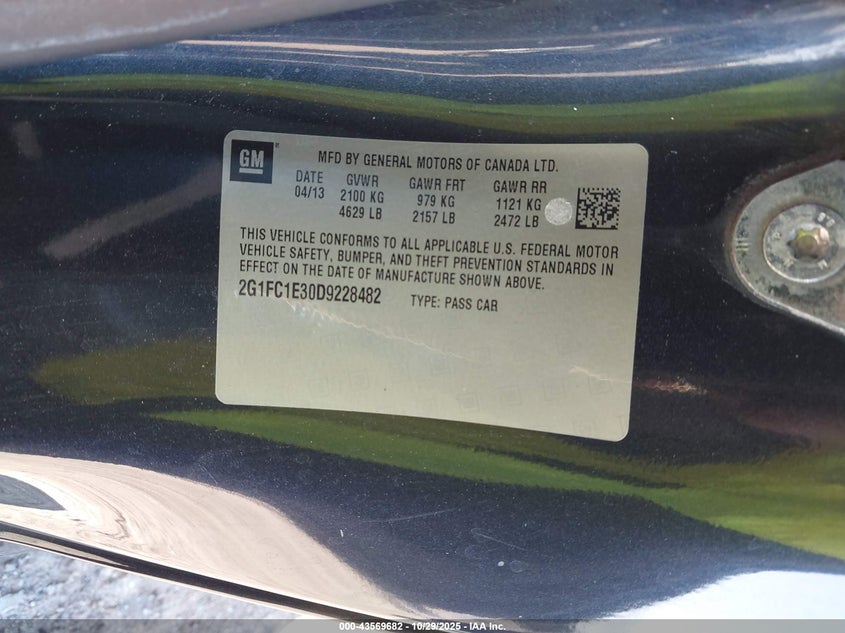 GM
MFD BY GENERAL MOTORS OF CANADA LTD.
DATE GVWR GAWR FRT GAWR RR
04/13 2100 KG 979 KG 1121 KG
4629 LB 2157 LB 2472 LB
THIS VEHICLE CONFORMS TO ALL APPLICABLE U.S. FEDERAL MOTOR
VEHICLE SAFETY, BUMPER, AND THEFT PREVENTION STANDARDS IN
EFFECT ON THE DATE OF MANUFACTURE SHOWN ABOVE.
2G1FC1E30D9228482 TYPE: PASS CAR
000-43569682 - 10/29/2025 - IAA Inc.